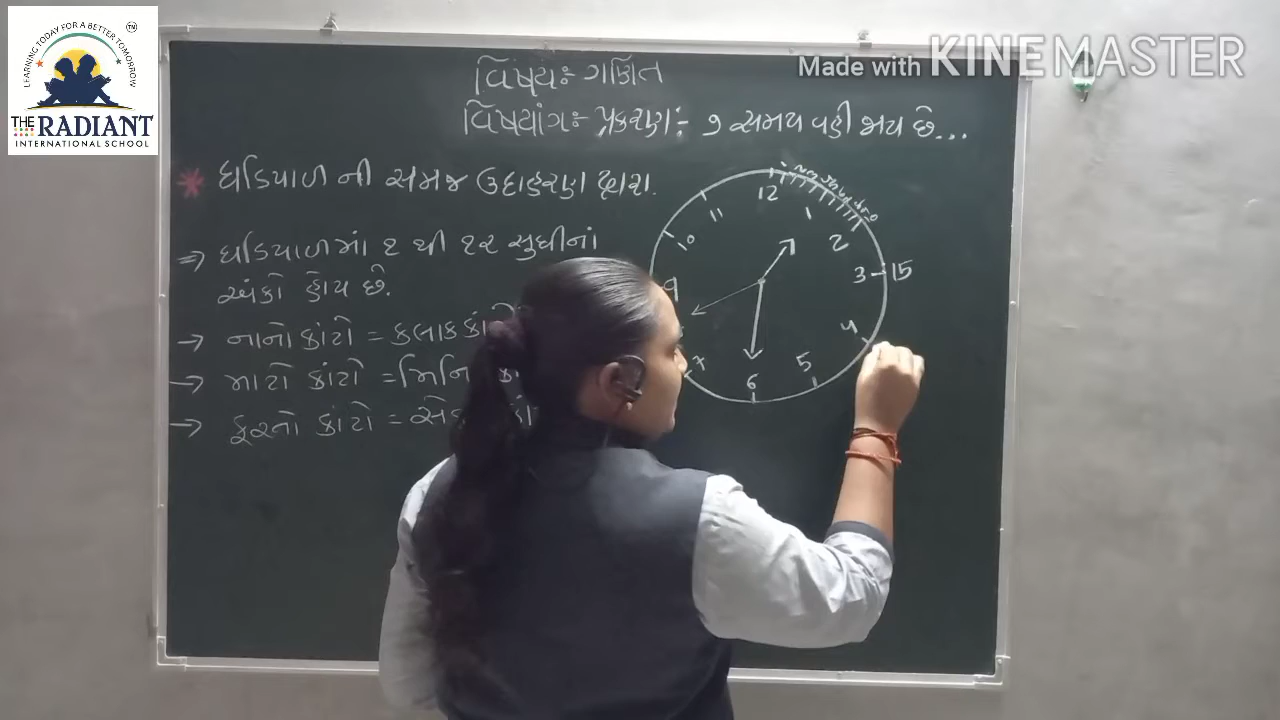 LEARNING TODAY FOR A BETTER TOMORROW
TM
THE RADIANT
INTERNATIONAL SCHOOL
Made with KINEMASTER
વિષય:- ગણિત
વિષયાંગ:- પ્રકરણ:- ૭ સમય વહી જાય છે...
* ઘડિયાળ ની સમજ ઉદાહરણ દ્વારા.
⇒ ઘડિયાળમાં ૧ થી ૧૨ સુધીનાં
અંકો હોય છે.
→ નાનો કાંટો = કલાક
→ મોટો કાંટો =
→ ફરતો કાંટો =
12
11 1
10 2
9 3 15
4
7 5
6